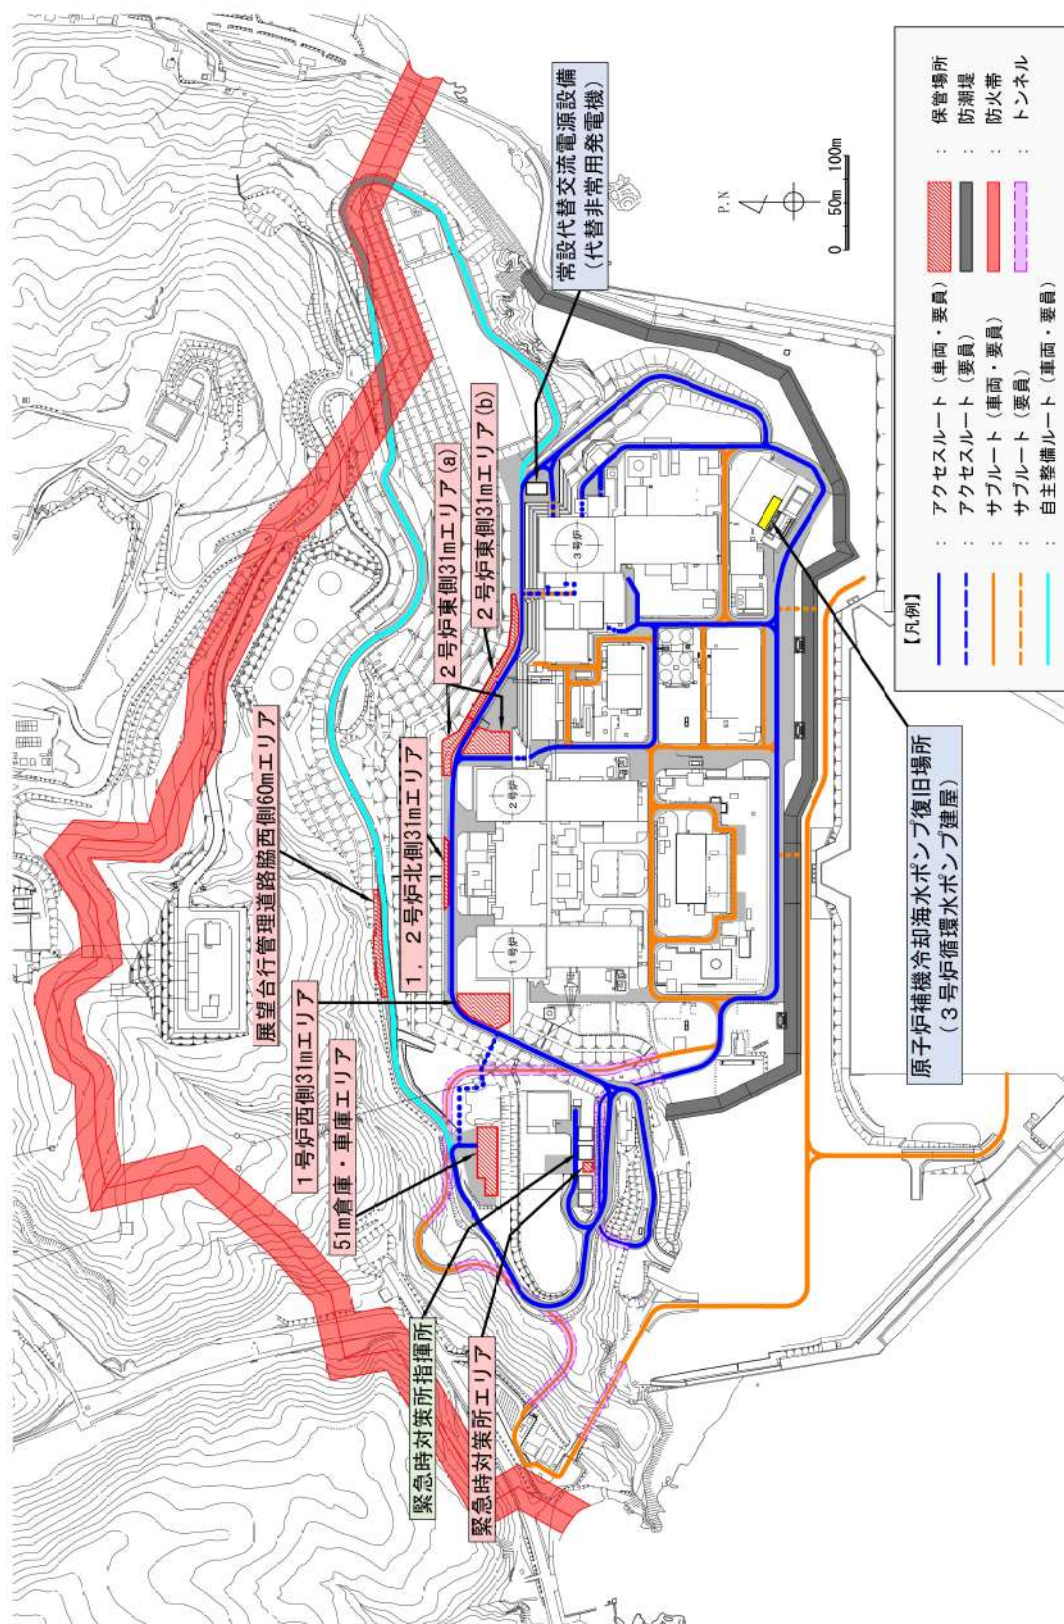 展望台行管理道路脇西側60mエリア
1号炉西側31mエリア
51m倉庫・車庫エリア
1,2号炉北側31mエリア
2号炉東側31mエリア(a)
2号炉東側31mエリア(b)
常設代替交流電源設備
(代替非常用発電機)
緊急時対策所指揮所
緊急時対策所エリア
1号炉
2号炉
3号炉
原子炉補機冷却海水ポンプ復旧場所
(3号炉循環水ポンプ建屋)
P.N
0 50m 100m
【凡例】
: アクセスルート(車両・要員)
: アクセスルート(要員)
: サブルート(車両・要員)
: サブルート(要員)
: 自主整備ルート(車両・要員)
: 保管場所
: 防潮堤
: 防火帯
: トンネル